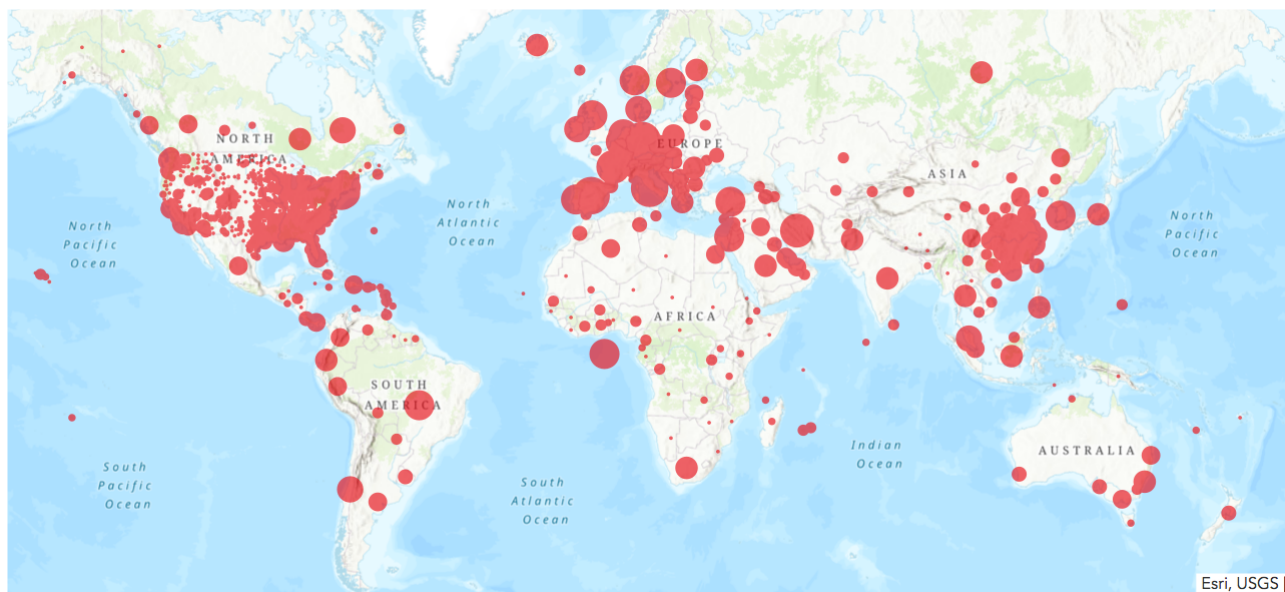 NORTH
AMERICA
EUROPE
ASIA
North
Pacific
Ocean
North
Atlantic
Ocean
North
Pacific
Ocean
AFRICA
SOUTH
AMERICA
Indian
Ocean
AUSTRALIA
South
Pacific
Ocean
South
Atlantic
Ocean
Esri, USGS